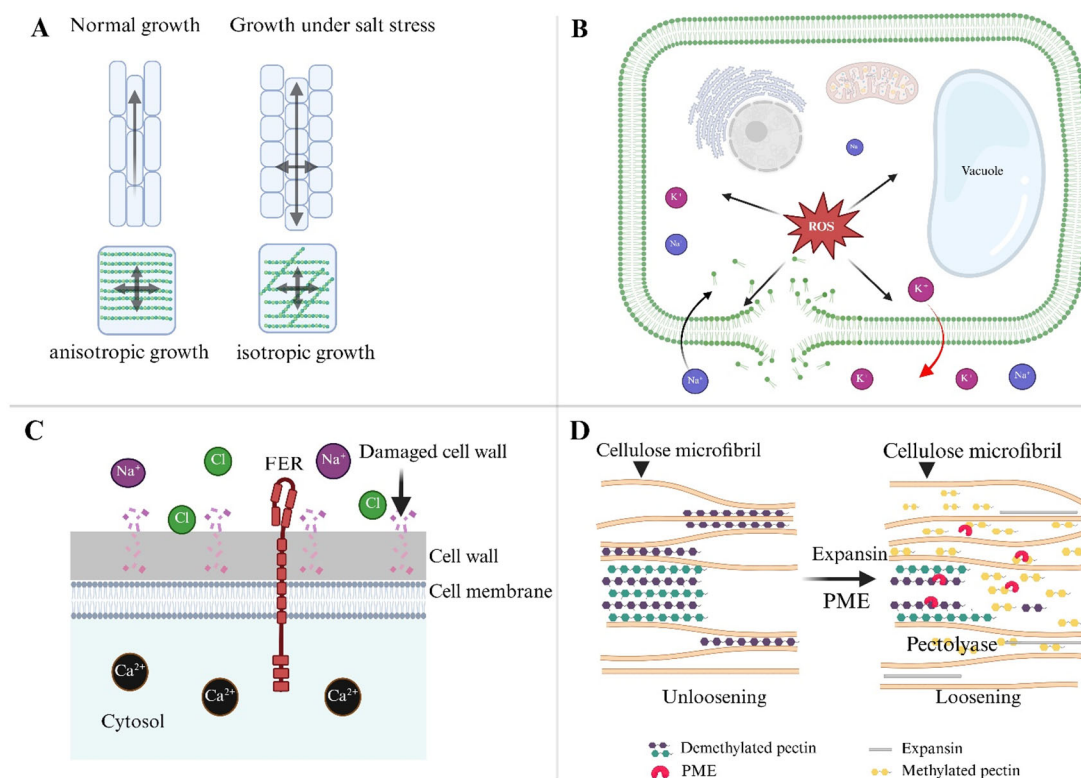 A
Normal growth
Growth under salt stress
anisotropic growth
isotropic growth
B
Na
K⁺
Na
Vacuole
ROS
K⁺
Na⁺
K⁺
K⁺
Na⁺
C
Na⁺
Cl
FER
Na⁺
Damaged cell wall
Cl
Cl
Cell wall
Cell membrane
Ca²⁺
Ca²⁺
Ca²⁺
Cytosol
D
Cellulose microfibril
Cellulose microfibril
Expansin
PME
Pectolyase
Unloosening
Loosening
Demethylated pectin
Expansin
PME
Methylated pectin